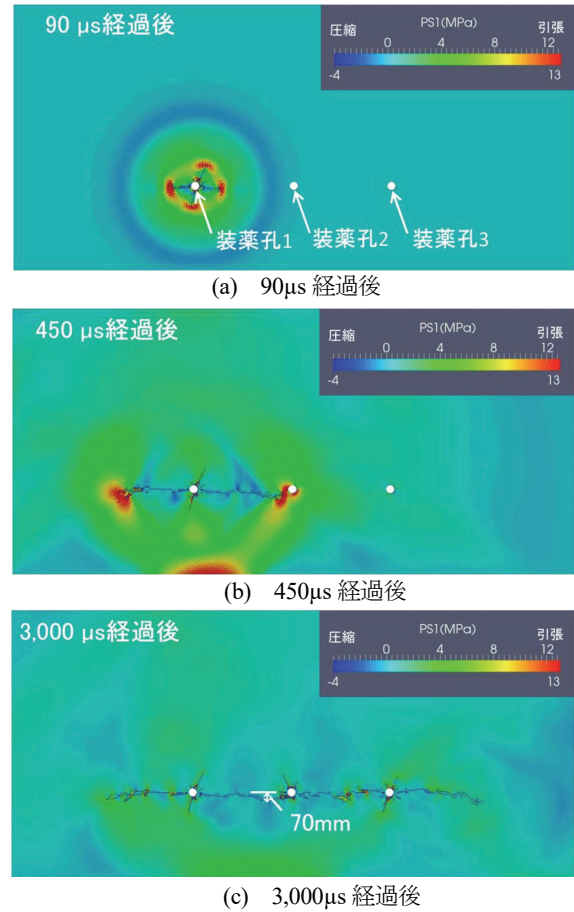 90 μs経過後
PS1(MPa)
圧縮 0 4 8 12 引張
-4 13
装薬孔1 装薬孔2 装薬孔3
(a) 90μs 経過後
450 μs経過後
PS1(MPa)
圧縮 0 4 8 12 引張
-4 13
(b) 450μs 経過後
3,000 μs経過後
PS1(MPa)
圧縮 0 4 8 12 引張
-4 13
70mm
(c) 3,000μs 経過後